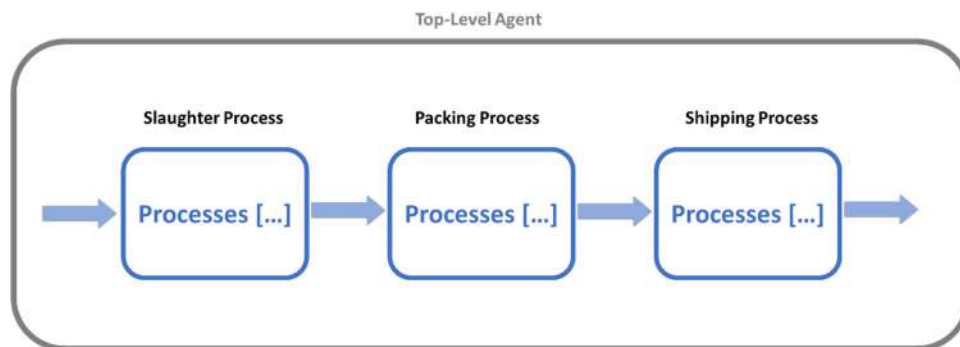 Top-Level Agent
Slaughter Process
Packing Process
Shipping Process
Processes [...]
Processes [...]
Processes [...]